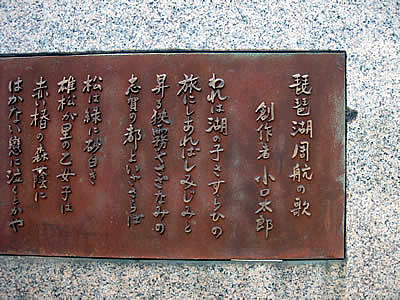 琵琶湖周航の歌
創作者 小口太郎
われは湖の子さすらひの
旅にしあればしみじみと
昇る狭霧やさざなみの
志賀の都よいざさらば
松は緑に砂白き
雄松が里の乙女子は
赤い椿の森蔭に
はかない戀に泣くとかや